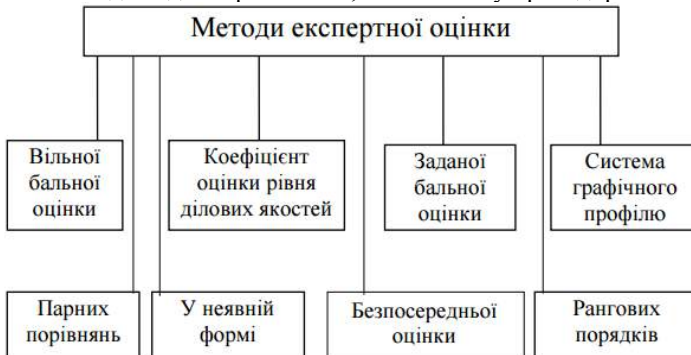 Методи експертної оцінки
Вільної
бальної
оцінки
Коефіцієнт
оцінки рівня
ділових якостей
Заданої
бальної
оцінки
Система
графічного
профілю
Парних
порівнянь
У неявній
формі
Безпосередньої
оцінки
Рангових
порядків